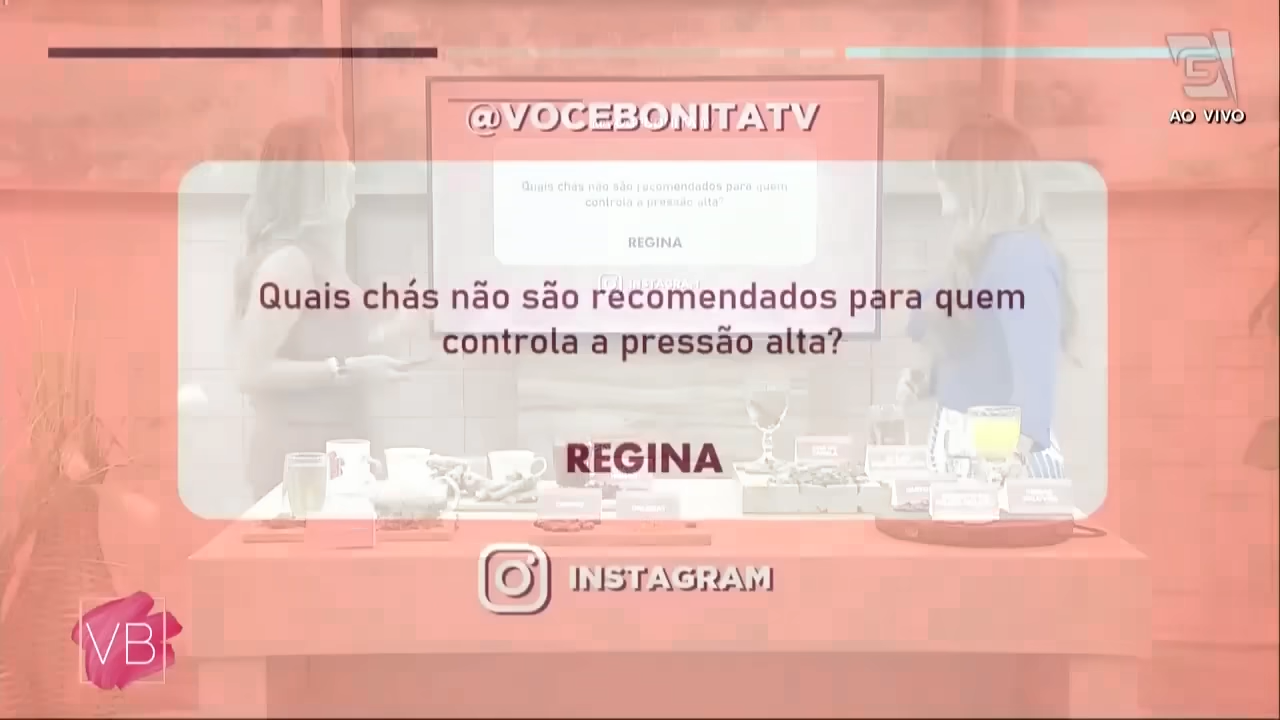 @VOCEBONITATV
AO VIVO
Quais chás não são recomendados para quem
controla a pressão alta?
REGINA
Quais chás não são recomendados para quem
controla a pressão alta?
REGINA
INSTAGRAM
INSTAGRAM
VB